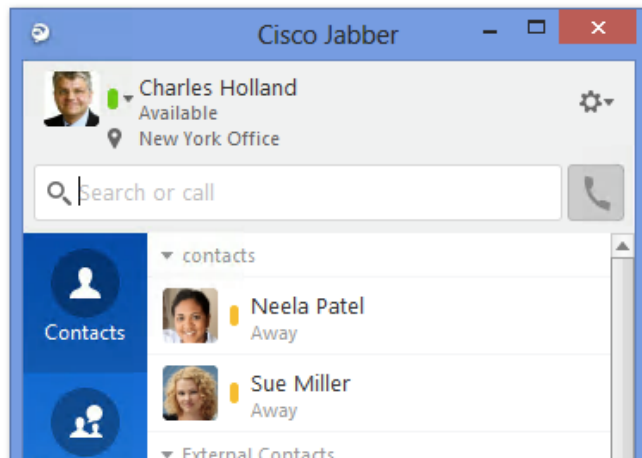 Cisco Jabber
Charles Holland
Available
New York Office
Search or call
contacts
Contacts
Neela Patel
Away
Sue Miller
Away
External Contacts